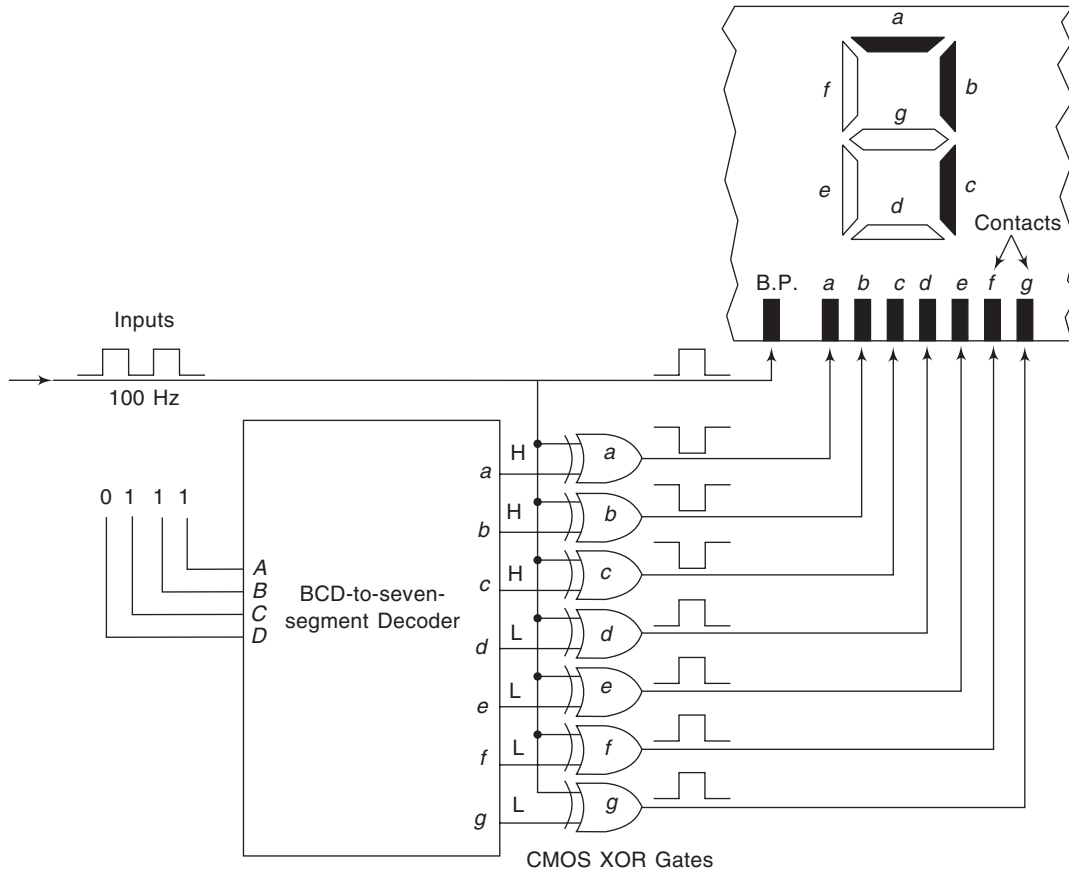 a
f
b
g
e
c
d
Contacts
B.P. a b c d e f g
Inputs
100 Hz
0 1 1 1
A
B
C
D
BCD-to-seven-
segment Decoder
a H a
b H b
c H c
d L d
e L e
f L f
g L g
CMOS XOR Gates